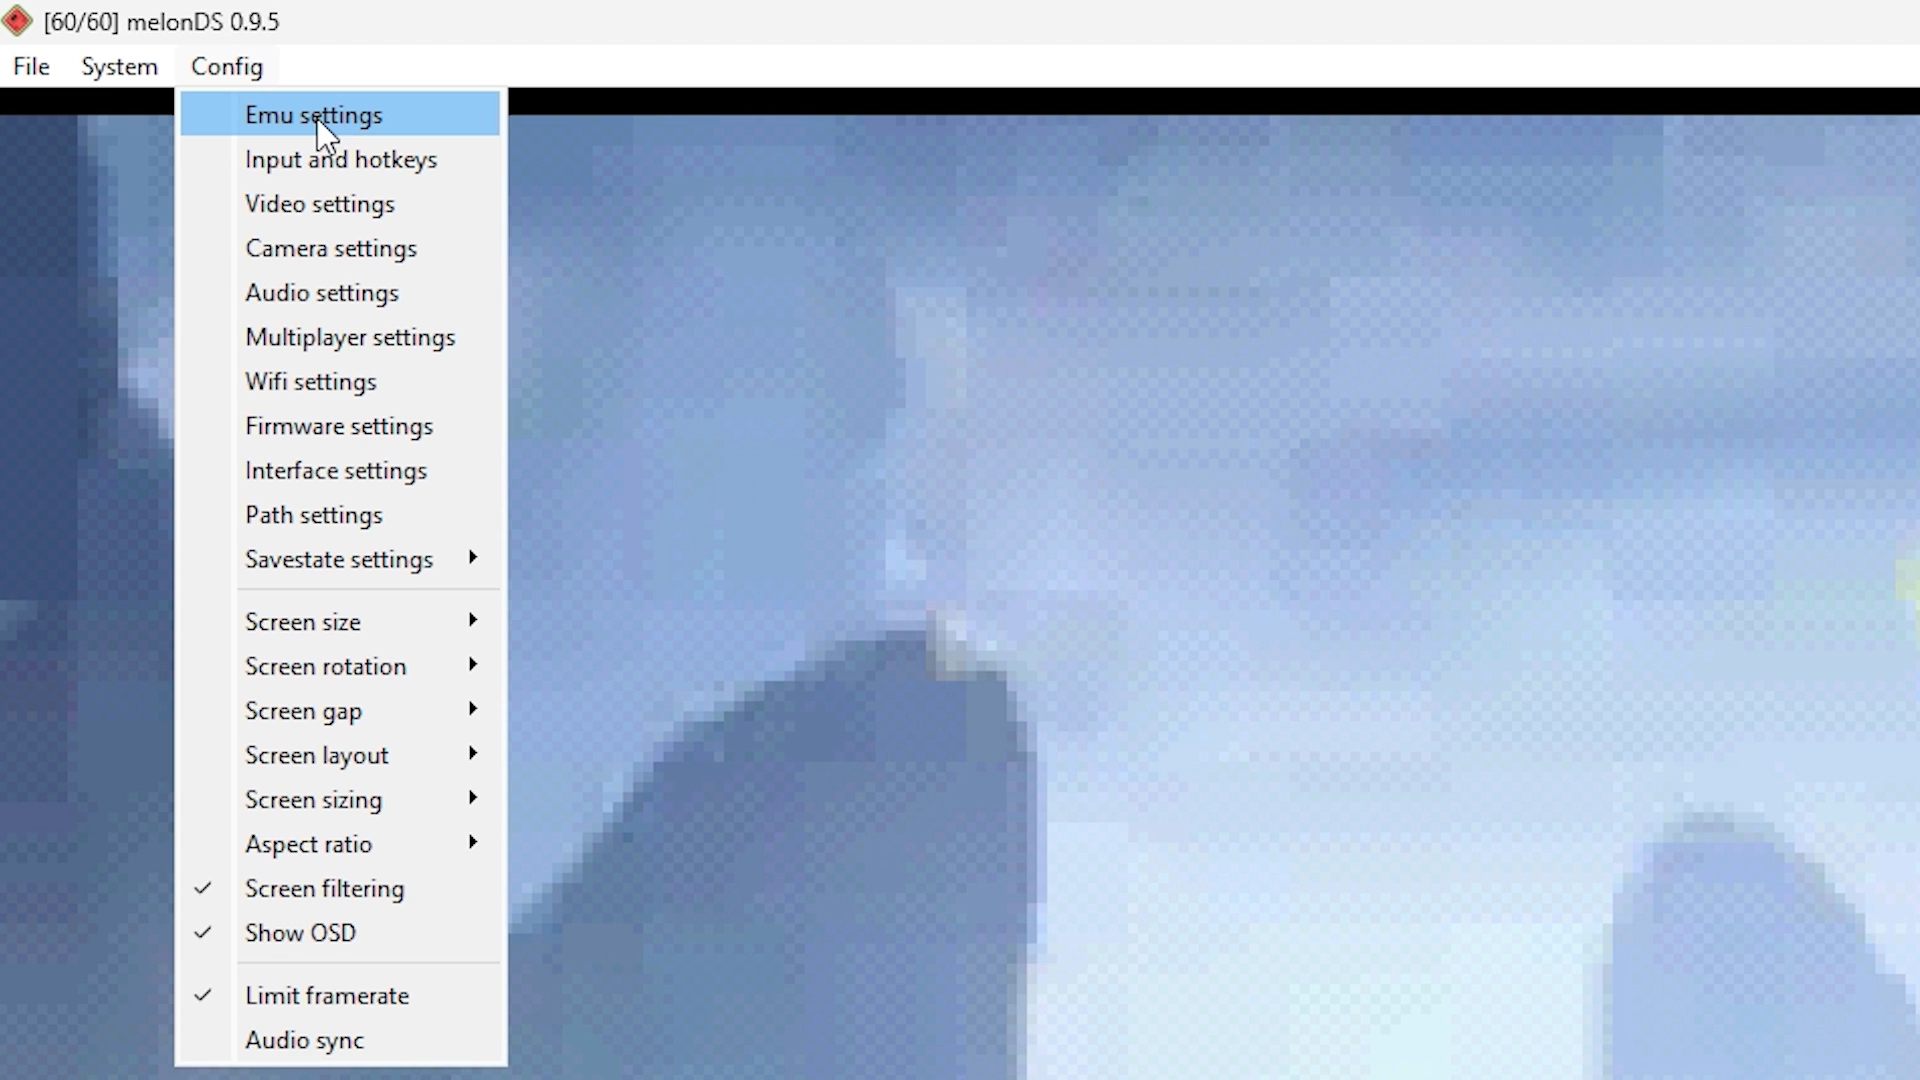 [60/60] melonDS 0.9.5
File System Config
Emu settings
Input and hotkeys
Video settings
Camera settings
Audio settings
Multiplayer settings
Wifi settings
Firmware settings
Interface settings
Path settings
Savestate settings
Screen size
Screen rotation
Screen gap
Screen layout
Screen sizing
Aspect ratio
Screen filtering
Show OSD
Limit framerate
Audio sync